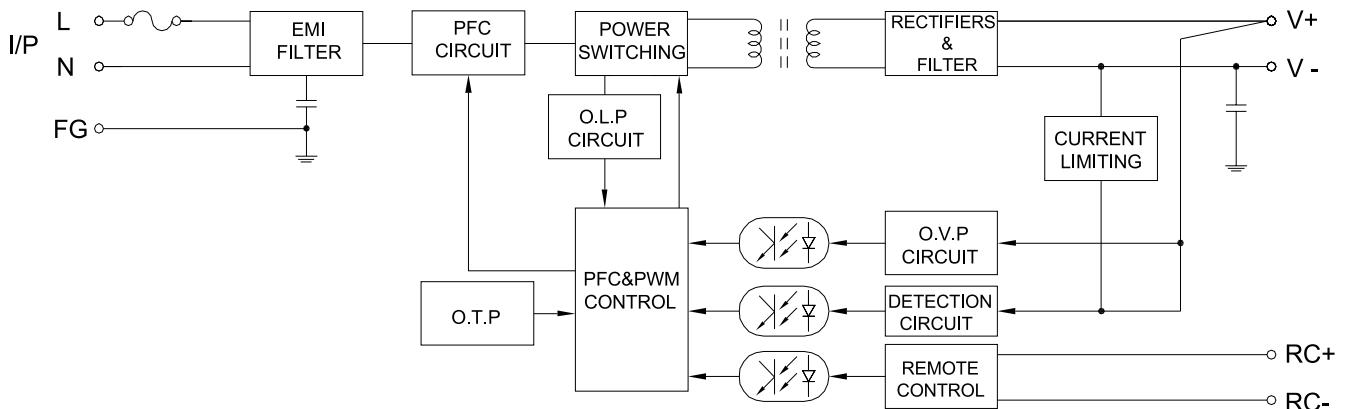 I/P
L
N
FG
EMI
FILTER
PFC
CIRCUIT
POWER
SWITCHING
RECTIFIERS
&
FILTER
V+
V -
O.L.P
CIRCUIT
CURRENT
LIMITING
PFC&PWM
CONTROL
O.T.P
O.V.P
CIRCUIT
DETECTION
CIRCUIT
REMOTE
CONTROL
RC+
RC-